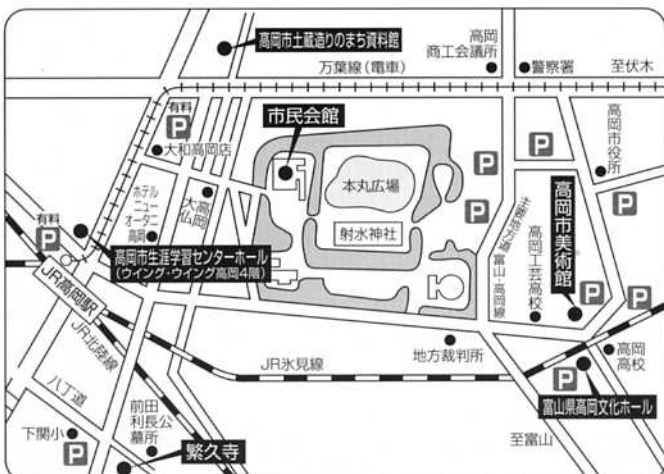 高岡市土蔵造りのまち資料館
高岡
商工会議所
万葉線（電車）
警察署
至伏木
有料
P
大和高岡店
市民会館
本丸広場
射水神社
P
P
P
高岡市役所
ホテル
ニュー
オータニ
高岡
高岡
大仏
主要地方道 富山・高岡線
高岡工芸高校
高岡市美術館
P
P
有料
P
高岡市生涯学習センターホール
（ウイング・ウイング高岡4階）
JR高岡駅
JR北陸線
JR氷見線
地方裁判所
高岡
高校
P
富山県高岡文化ホール
八丁道
下関小
P
前田
利長公
墓所
繁久寺
至富山